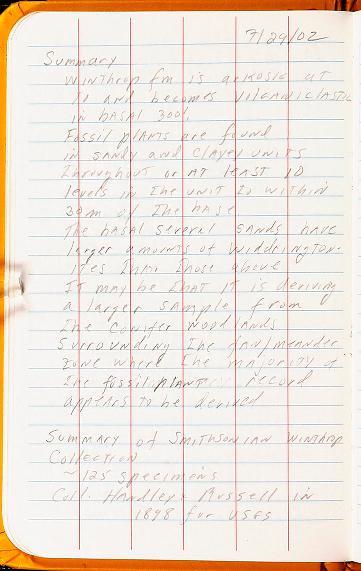 7/29/02
Summary
Winthrop fm is arkosic at
and becomes volcaniclastic
in basal 300'
Fossil plants are found
in sandy and clayey units
throughout or at least 10
levels in the unit to within
30m of the base
The basal several sands have
larger amounts of Widdrington-
ites than those above
It may be that it is deriving
a larger sample from
the conifer woodlands
surrounding the fan/meander
zone where the majority of
the fossil plant record
appears to be derived
Summary of Smithsonian Winthrop
Collection
~125 specimens
Coll. Handley & Russell in
1898 for USGS